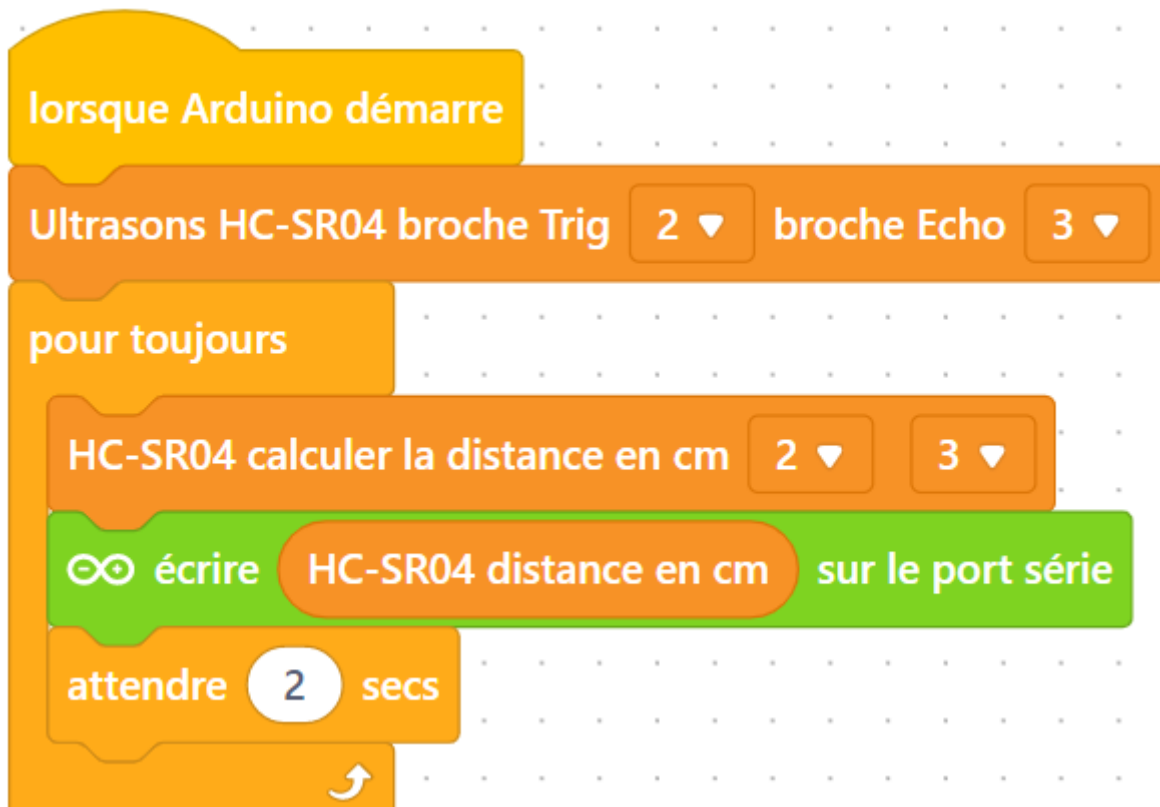 lorsque Arduino démarre
Ultrasons HC-SR04 broche Trig 2 broche Echo 3
pour toujours
HC-SR04 calculer la distance en cm 2 3
écrire HC-SR04 distance en cm sur le port série
attendre 2 secs